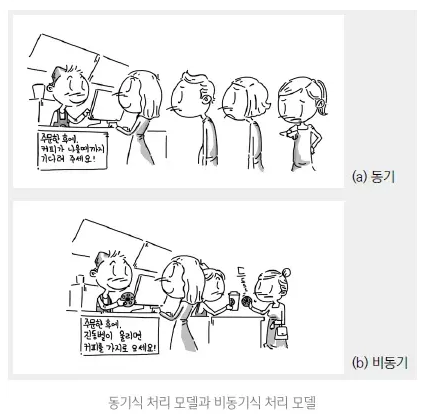 주문한 후에,
커피가 나올때까지
기다려 주세요!
(a) 동기
드르르
주문한 후에,
진동벨이 울리면
커피를 가지러 오세요!
(b) 비동기
동기식 처리 모델과 비동기식 처리 모델